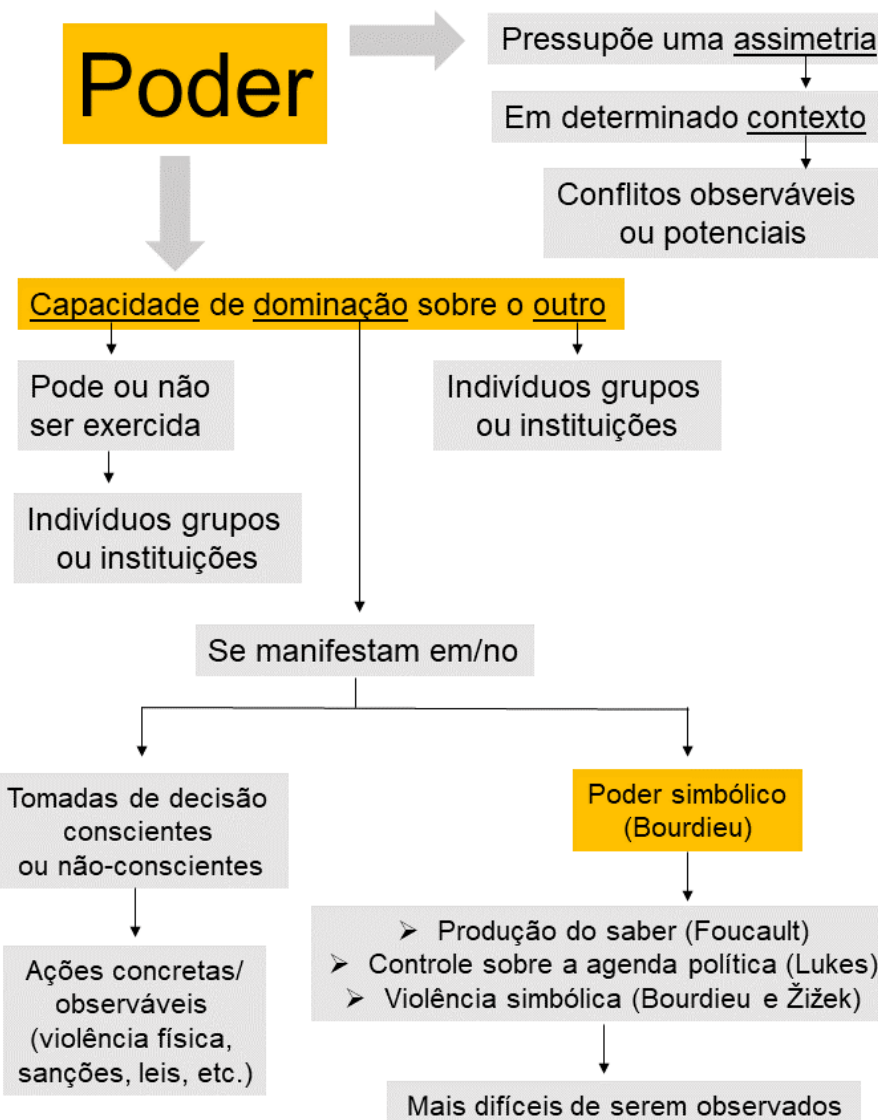 Poder
Pressupõe uma assimetria
Em determinado contexto
Conflitos observáveis
ou potenciais
Capacidade de dominação sobre o outro
Pode ou não
ser exercida
Indivíduos grupos
ou instituições
Indivíduos grupos
ou instituições
Se manifestam em/no
Tomadas de decisão
conscientes
ou não-conscientes
Ações concretas/
observáveis
(violência física,
sanções, leis, etc.)
Poder simbólico
(Bourdieu)
➢ Produção do saber (Foucault)
➢ Controle sobre a agenda política (Lukes)
➢ Violência simbólica (Bourdieu e Žižek)
Mais difíceis de serem observados